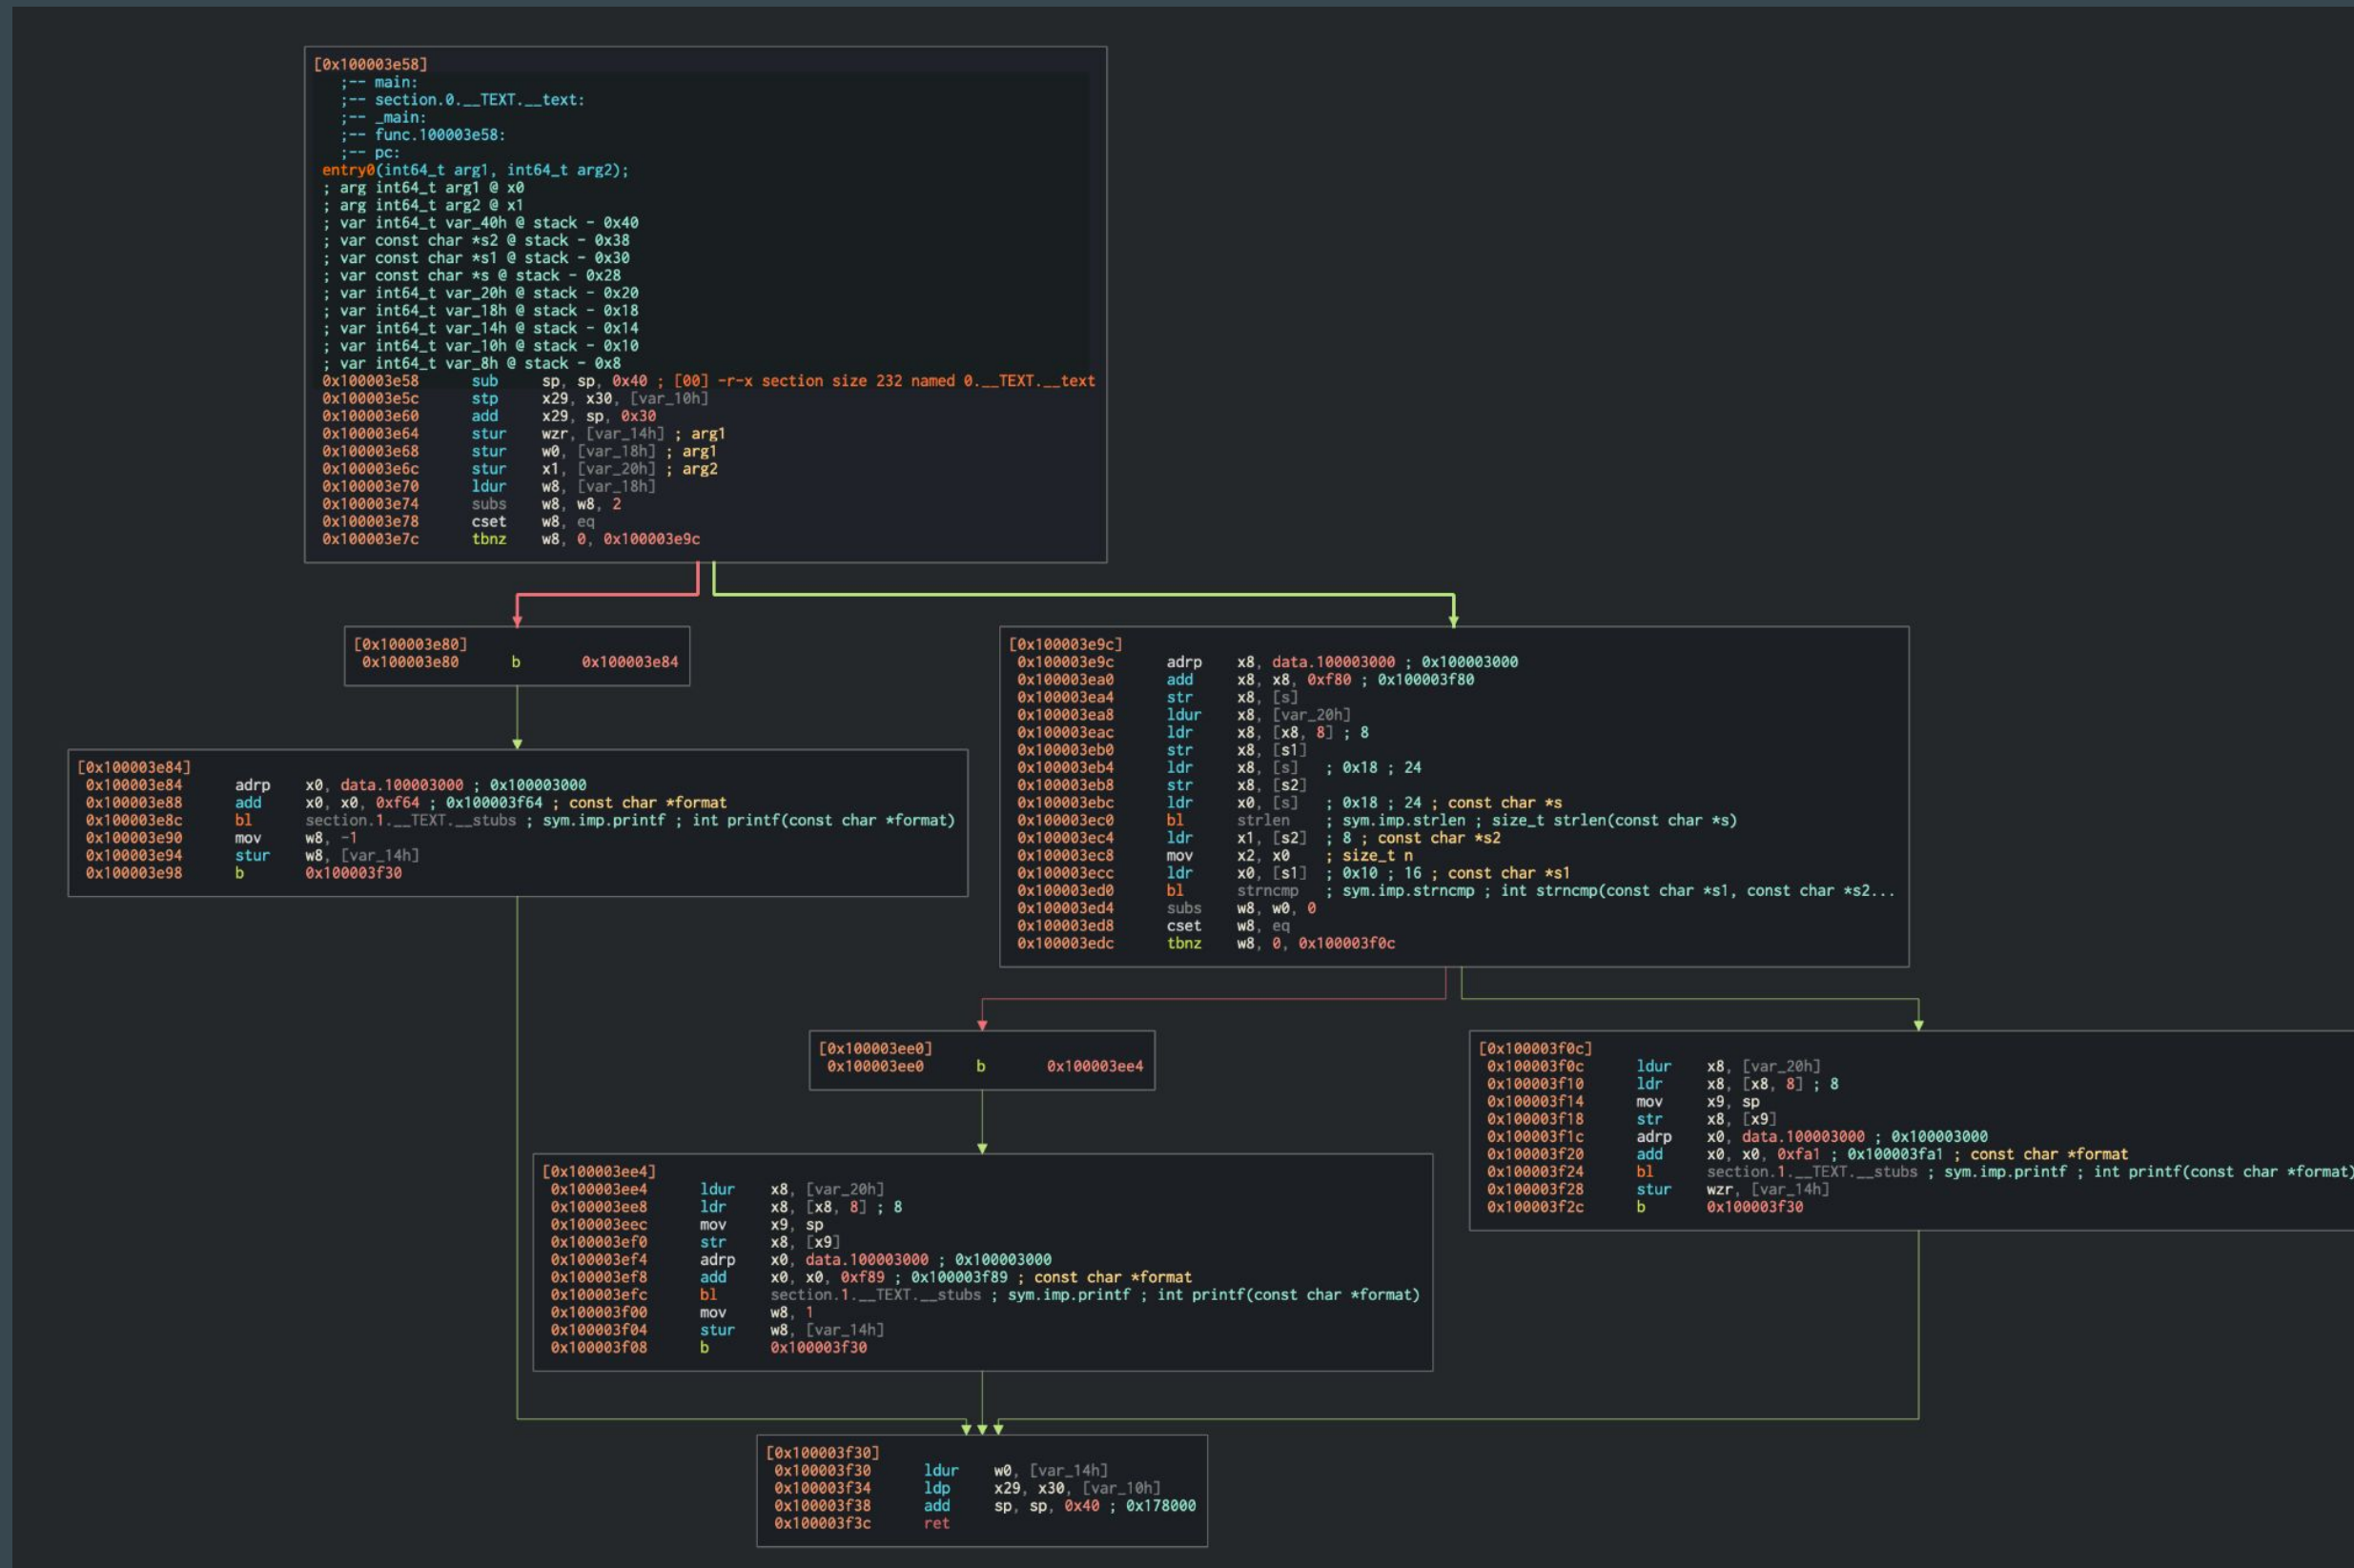 [0x100003e58]
;-- main:
;-- section.0.__TEXT.__text:
;-- _main:
;-- func.100003e58:
;-- pc:
entry0(int64_t arg1, int64_t arg2);
; arg int64_t arg1 @ x0
; arg int64_t arg2 @ x1
; var int64_t var_40h @ stack - 0x40
; var const char *s2 @ stack - 0x38
; var const char *s1 @ stack - 0x30
; var const char *s @ stack - 0x28
; var int64_t var_20h @ stack - 0x20
; var int64_t var_18h @ stack - 0x18
; var int64_t var_14h @ stack - 0x14
; var int64_t var_10h @ stack - 0x10
; var int64_t var_8h @ stack - 0x8
0x100003e58 sub sp, sp, 0x40 ; [00] -r-x section size 232 named 0.__TEXT.__text
0x100003e5c stp x29, x30, [var_10h]
0x100003e60 add x29, sp, 0x30
0x100003e64 stur wzr, [var_14h] ; arg1
0x100003e68 stur w0, [var_18h] ; arg1
0x100003e6c stur x1, [var_20h] ; arg2
0x100003e70 ldur w8, [var_18h]
0x100003e74 subs w8, w8, 2
0x100003e78 cset w8, eq
0x100003e7c tbnz w8, 0, 0x100003e9c
[0x100003e80]
0x100003e80 b 0x100003e84
[0x100003e84]
0x100003e84 adrp x0, data.100003000 ; 0x100003000
0x100003e88 add x0, x0, 0xf64 ; 0x100003f64 ; const char *format
0x100003e8c bl section.1.__TEXT.__stubs ; sym.imp.printf ; int printf(const char *format)
0x100003e90 mov w8, -1
0x100003e94 stur w8, [var_14h]
0x100003e98 b 0x100003f30
[0x100003e9c]
0x100003e9c adrp x8, data.100003000 ; 0x100003000
0x100003ea0 add x8, x8, 0xf80 ; 0x100003f80
0x100003ea4 str x8, [s]
0x100003ea8 ldur x8, [var_20h]
0x100003eac ldr x8, [x8, 8] ; 8
0x100003eb0 str x8, [s1]
0x100003eb4 ldr x8, [s] ; 0x18 ; 24
0x100003eb8 str x8, [s2]
0x100003ebc ldr x0, [s] ; 0x18 ; 24 ; const char *s
0x100003ec0 bl strlen ; sym.imp.strlen ; size_t strlen(const char *s)
0x100003ec4 ldr x1, [s2] ; 8 ; const char *s2
0x100003ec8 mov x2, x0 ; size_t n
0x100003ecc ldr x0, [s1] ; 0x10 ; 16 ; const char *s1
0x100003ed0 bl strncmp ; sym.imp.strncmp ; int strncmp(const char *s1, const char *s2...
0x100003ed4 subs w8, w0, 0
0x100003ed8 cset w8, eq
0x100003edc tbnz w8, 0, 0x100003f0c
[0x100003ee0]
0x100003ee0 b 0x100003ee4
[0x100003ee4]
0x100003ee4 ldur x8, [var_20h]
0x100003ee8 ldr x8, [x8, 8] ; 8
0x100003eec mov x9, sp
0x100003ef0 str x8, [x9]
0x100003ef4 adrp x0, data.100003000 ; 0x100003000
0x100003ef8 add x0, x0, 0xf89 ; 0x100003f89 ; const char *format
0x100003efc bl section.1.__TEXT.__stubs ; sym.imp.printf ; int printf(const char *format)
0x100003f00 mov w8, 1
0x100003f04 stur w8, [var_14h]
0x100003f08 b 0x100003f30
[0x100003f0c]
0x100003f0c ldur x8, [var_20h]
0x100003f10 ldr x8, [x8, 8] ; 8
0x100003f14 mov x9, sp
0x100003f18 str x8, [x9]
0x100003f1c adrp x0, data.100003000 ; 0x100003000
0x100003f20 add x0, x0, 0xfa1 ; 0x100003fa1 ; const char *format
0x100003f24 bl section.1.__TEXT.__stubs ; sym.imp.printf ; int printf(const char *format)
0x100003f28 stur wzr, [var_14h]
0x100003f2c b 0x100003f30
[0x100003f30]
0x100003f30 ldur w0, [var_14h]
0x100003f34 ldp x29, x30, [var_10h]
0x100003f38 add sp, sp, 0x40 ; 0x178000
0x100003f3c ret